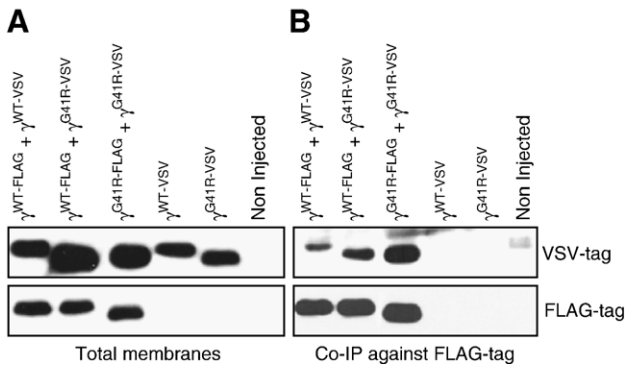 A
B
γWT-FLAG + γWT-VSV
γWT-FLAG + γG41R-VSV
γG41R-FLAG + γG41R-VSV
γWT-VSV
γG41R-VSV
Non Injected
γWT-FLAG + γWT-VSV
γWT-FLAG + γG41R-VSV
γG41R-FLAG + γG41R-VSV
γWT-VSV
γG41R-VSV
Non Injected
VSV-tag
FLAG-tag
Total membranes
Co-IP against FLAG-tag